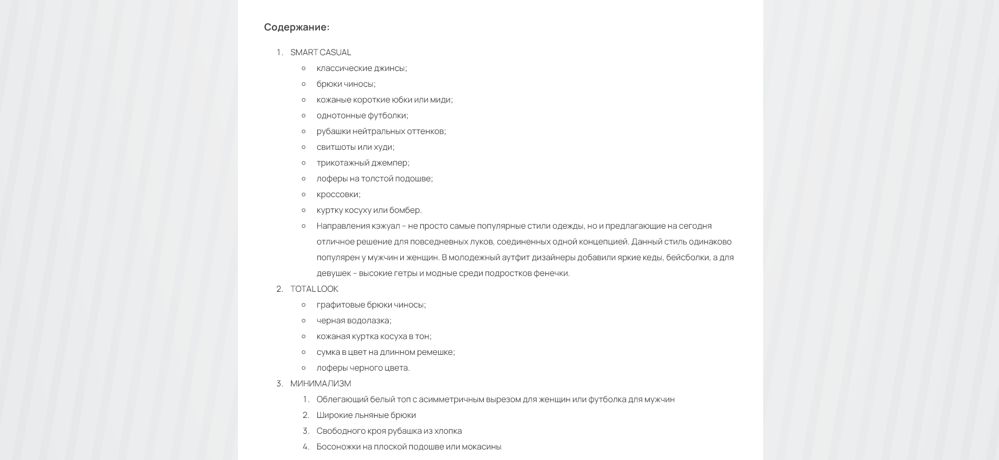 Содержание:
1. SMART CASUAL
классические джинсы;
брюки чиносы;
кожаные короткие юбки или миди;
однотонные футболки;
рубашки нейтральных оттенков;
свитшоты или худи;
трикотажный джемпер;
лоферы на толстой подошве;
кроссовки;
куртку косуху или бомбер.
Направления кэжуал – не просто самые популярные стили одежды, но и предлагающие на сегодня
отличное решение для повседневных луков, соединенных одной концепцией. Данный стиль одинаково
популярен у мужчин и женщин. В молодежный аутфит дизайнеры добавили яркие кеды, бейсболки, а для
девушек – высокие гетры и модные среди подростков фенечки.
2. TOTAL LOOK
графитовые брюки чиносы;
черная водолазка;
кожаная куртка косуха в тон;
сумка в цвет на длинном ремешке;
лоферы черного цвета.
3. МИНИМАЛИЗМ
1. Облегающий белый топ с асимметричным вырезом для женщин или футболка для мужчин
2. Широкие льняные брюки
3. Свободного кроя рубашка из хлопка
4. Босоножки на плоской подошве или мокасины